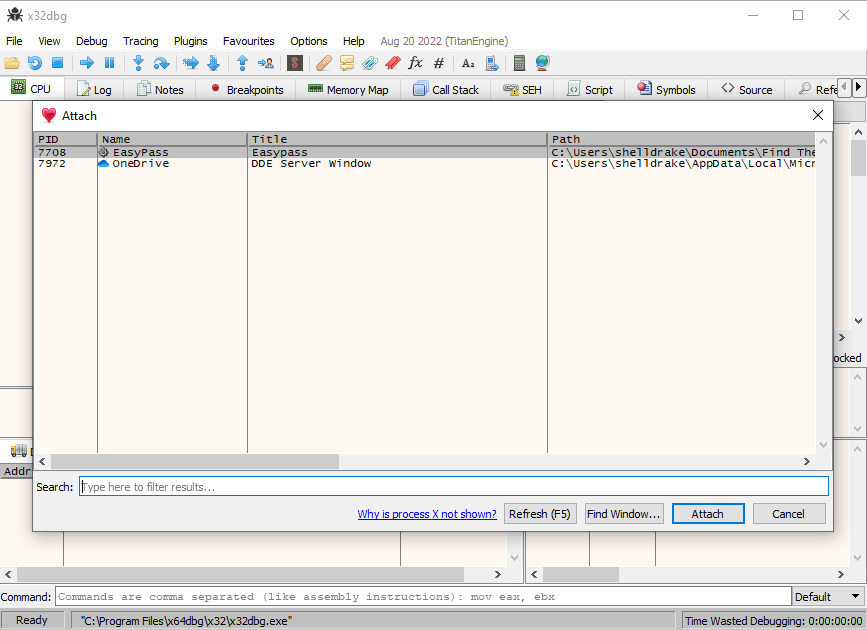 x32dbg
File View Debug Tracing Plugins Favourites Options Help Aug 20 2022 (TitanEngine)
CPU Log Notes Breakpoints Memory Map Call Stack SEH Script Symbols Source Refe
Attach
PID Name Title Path
7708 EasyPass Easypass C:\Users\shelldrake\Documents\Find The
7972 OneDrive DDE Server Window C:\Users\shelldrake\AppData\Local\Micr
ocked
Addr
Search: Type here to filter results...
Why is process X not shown? Refresh (F5) Find Window... Attach Cancel
Command: Commands are comma separated (like assembly instructions): mov eax, ebx Default
Ready "C:\Program Files\x64dbg\x32\x32dbg.exe" Time Wasted Debugging: 0:00:00:00